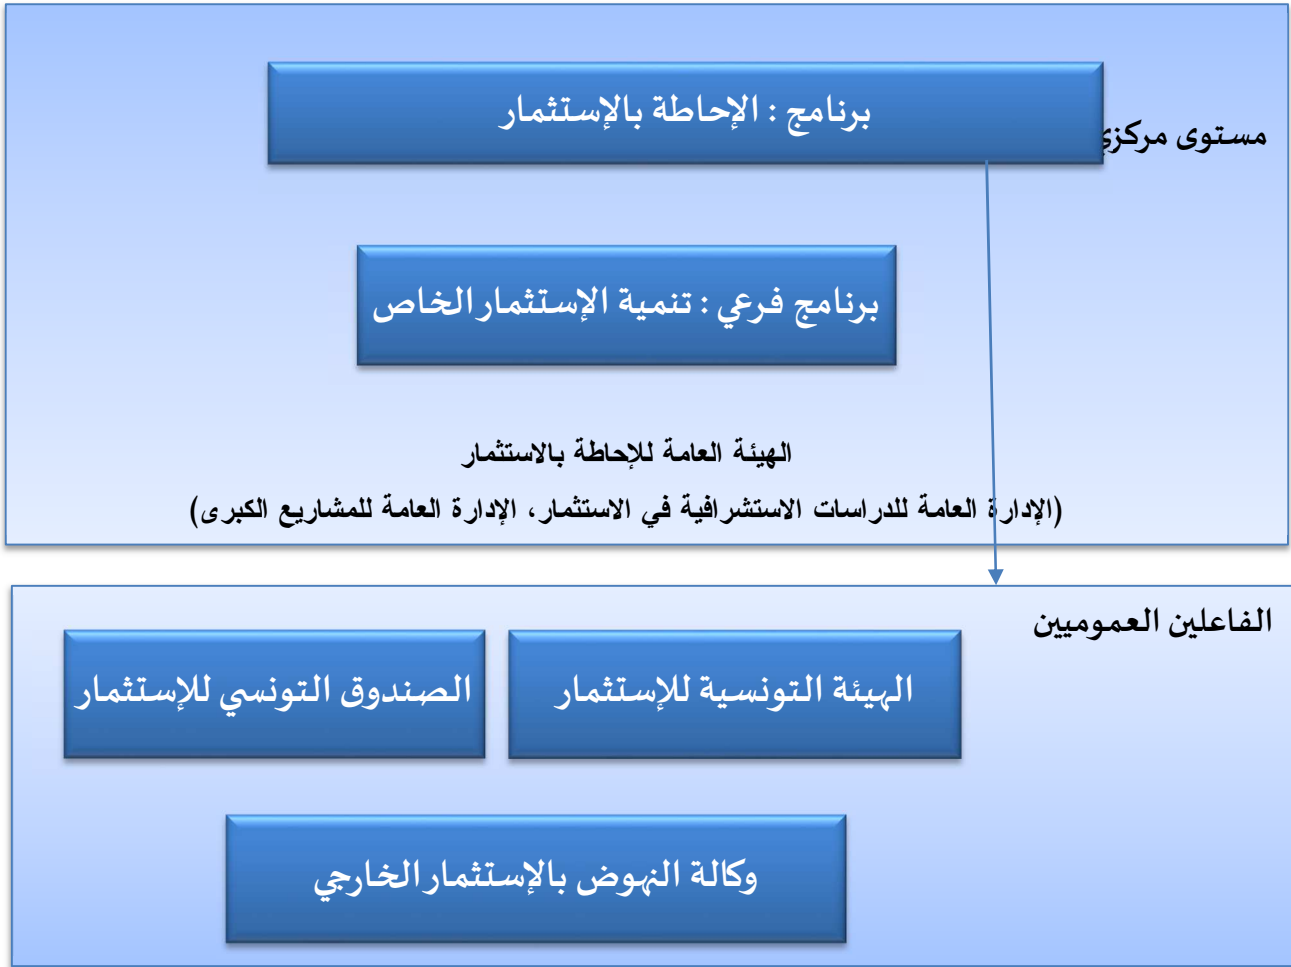 برنامج : الإحاطة بالإستثمار
مستوى مركزي
برنامج فرعي : تنمية الإستثمار الخاص
الهيئة العامة للإحاطة بالاستثمار
(الإدارة العامة للدراسات الاستشرافية في الاستثمار، الإدارة العامة للمشاريع الكبرى)
الفاعلين العموميين
الهيئة التونسية للإستثمار
الصندوق التونسي للإستثمار
وكالة النهوض بالإستثمار الخارجي